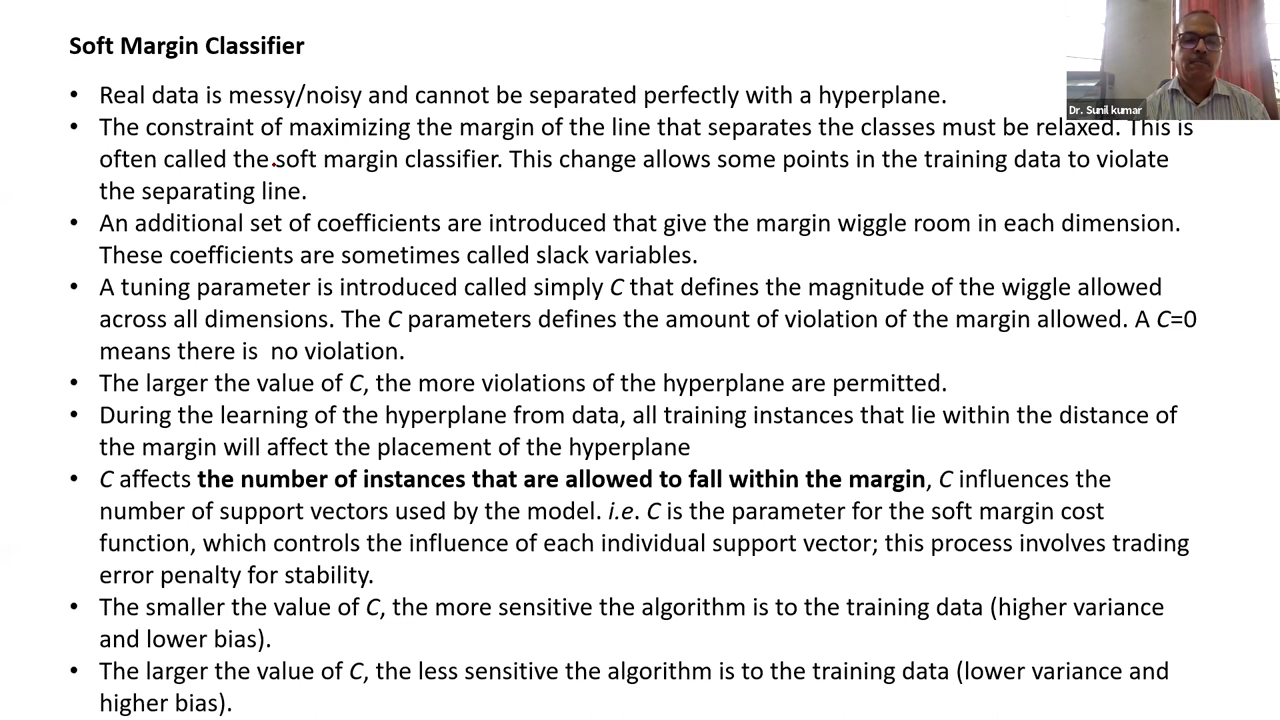 Soft Margin Classifier
Dr. Sunil kumar
• Real data is messy/noisy and cannot be separated perfectly with a hyperplane.
• The constraint of maximizing the margin of the line that separates the classes must be relaxed. This is
often called the soft margin classifier. This change allows some points in the training data to violate
the separating line.
• An additional set of coefficients are introduced that give the margin wiggle room in each dimension.
These coefficients are sometimes called slack variables.
• A tuning parameter is introduced called simply C that defines the magnitude of the wiggle allowed
across all dimensions. The C parameters defines the amount of violation of the margin allowed. A C=0
means there is  no violation.
• The larger the value of C, the more violations of the hyperplane are permitted.
• During the learning of the hyperplane from data, all training instances that lie within the distance of
the margin will affect the placement of the hyperplane
• C affects the number of instances that are allowed to fall within the margin, C influences the
number of support vectors used by the model. i.e. C is the parameter for the soft margin cost
function, which controls the influence of each individual support vector; this process involves trading
error penalty for stability.
• The smaller the value of C, the more sensitive the algorithm is to the training data (higher variance
and lower bias).
• The larger the value of C, the less sensitive the algorithm is to the training data (lower variance and
higher bias).